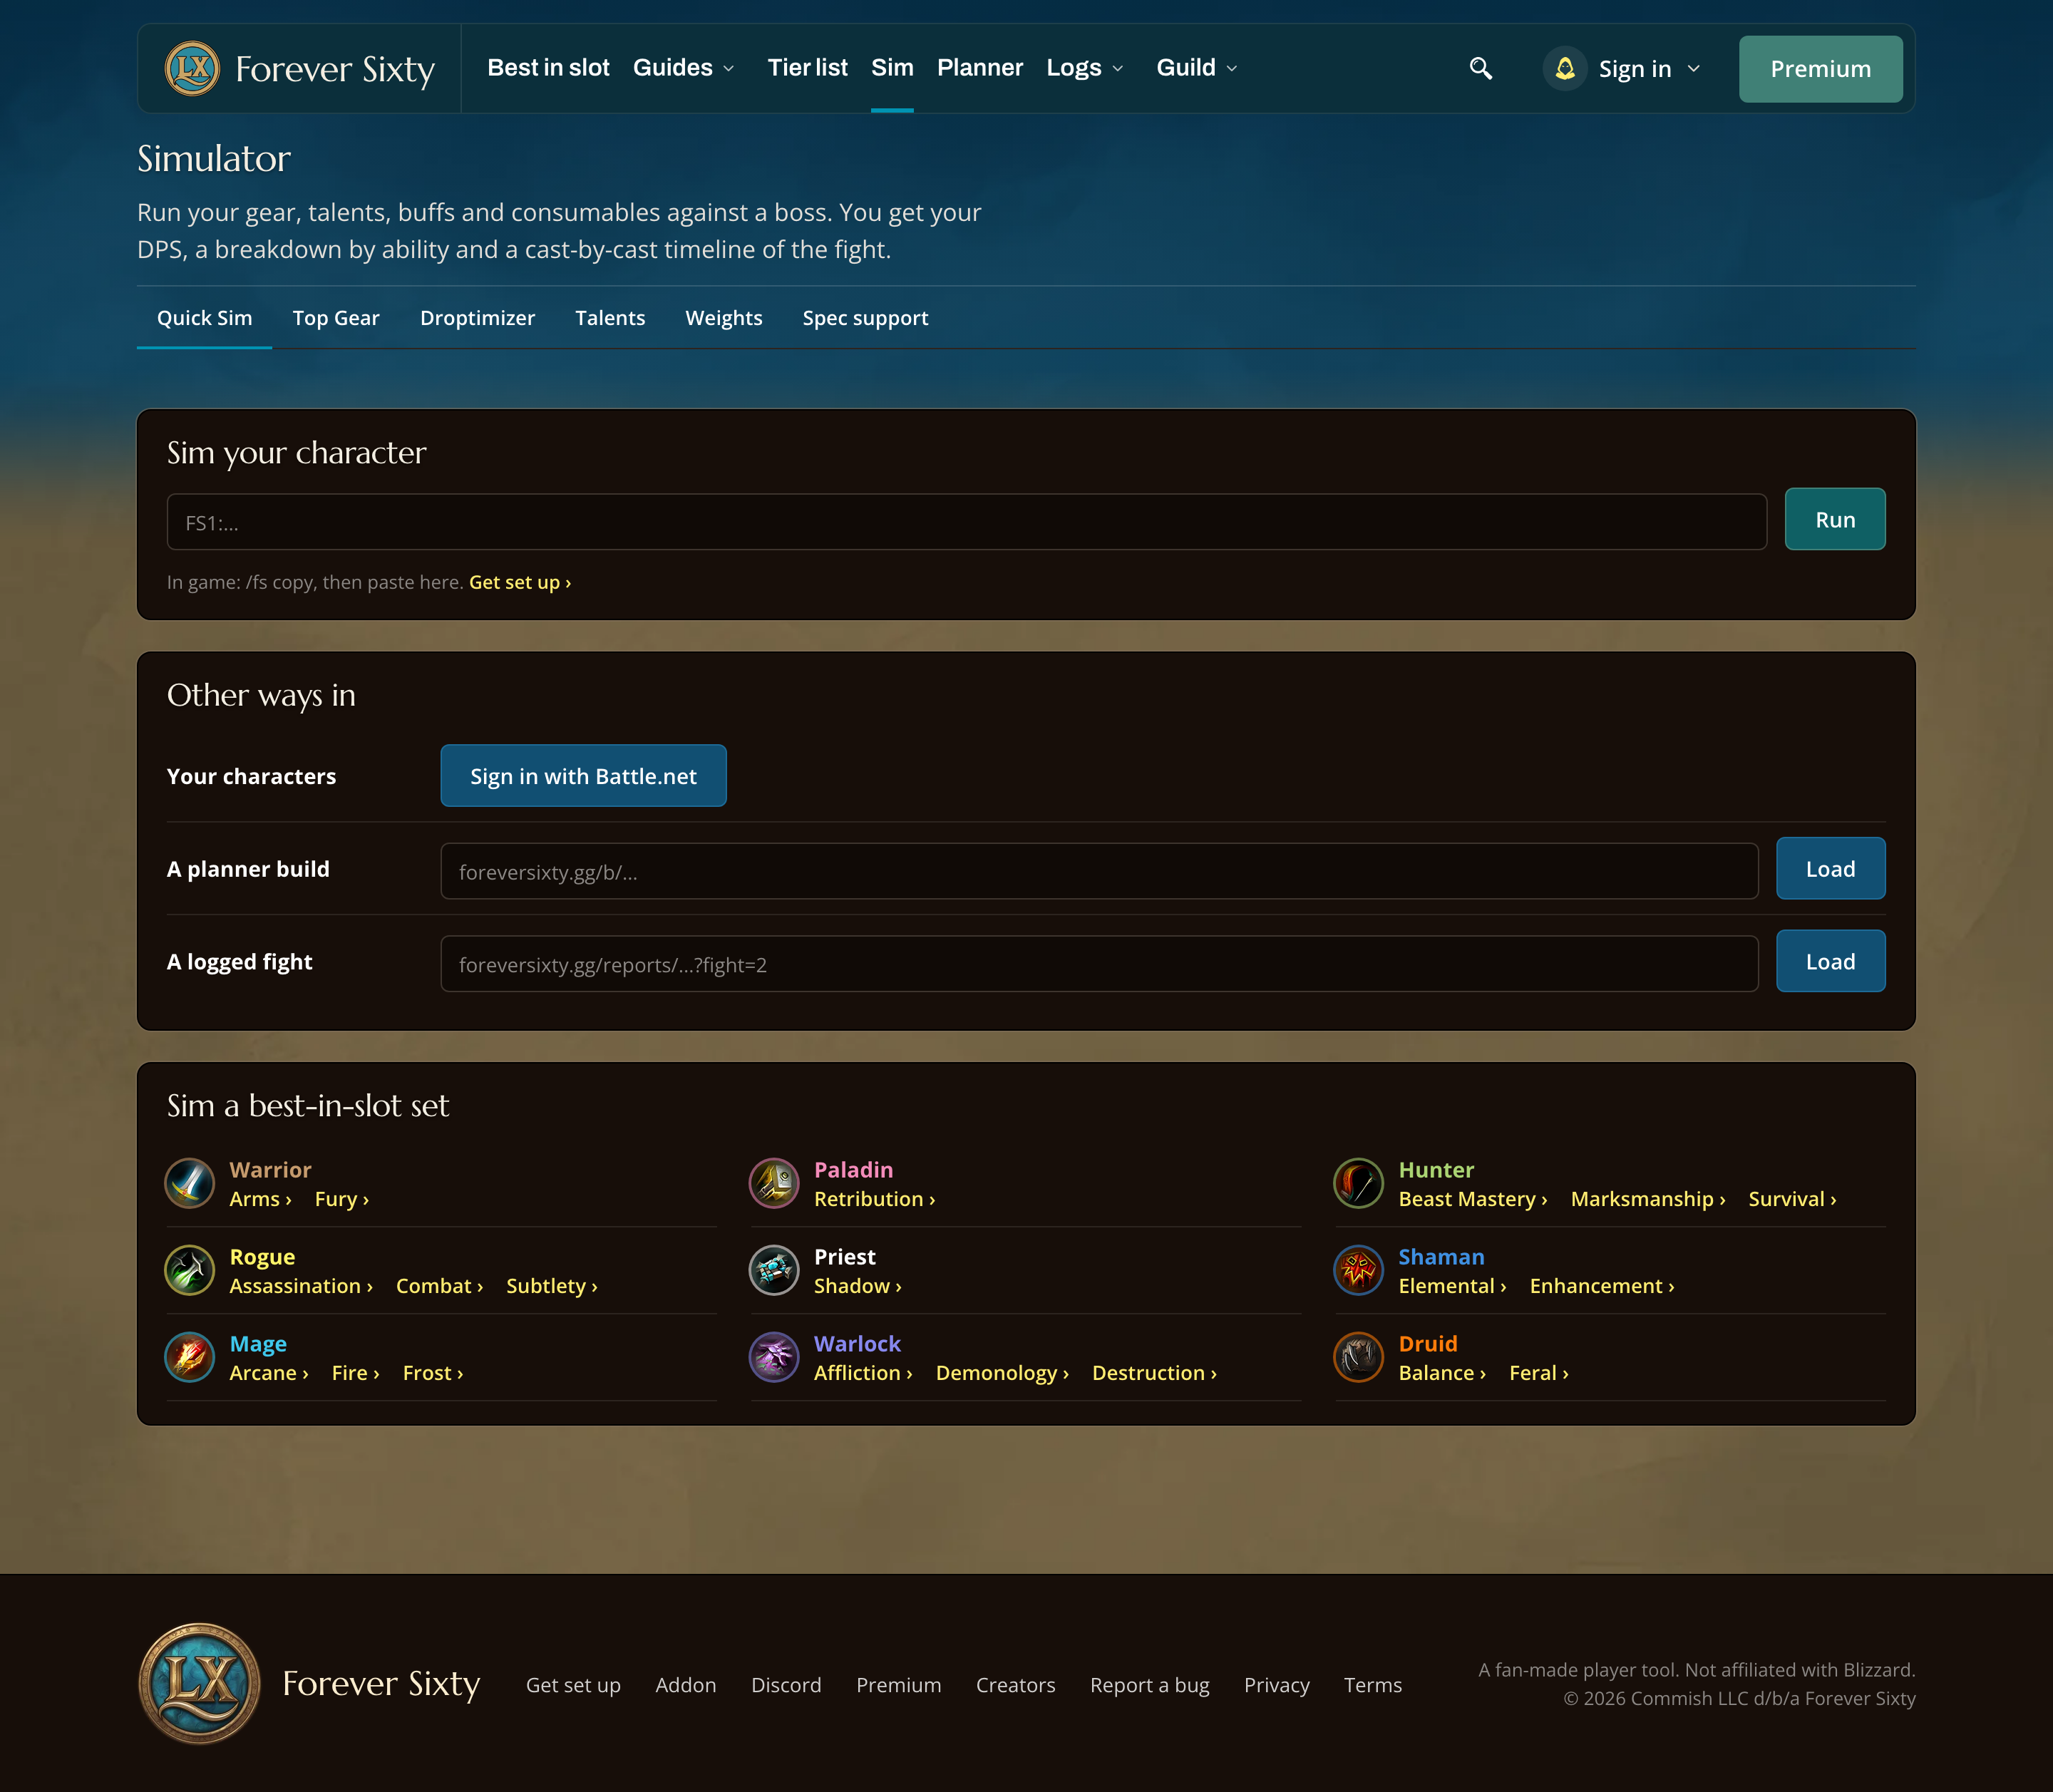 LX Forever Sixty Best in slot Guides Tier list Sim Planner Logs Guild Sign in Premium
Simulator
Run your gear, talents, buffs and consumables against a boss. You get your
DPS, a breakdown by ability and a cast-by-cast timeline of the fight.
Quick Sim Top Gear Droptimizer Talents Weights Spec support
Sim your character
FS1:...
Run
In game: /fs copy, then paste here. Get set up ›
Other ways in
Your characters Sign in with Battle.net
A planner build foreversixty.gg/b/... Load
A logged fight foreversixty.gg/reports/...?fight=2 Load
Sim a best-in-slot set
Warrior
Arms › Fury ›
Paladin
Retribution ›
Hunter
Beast Mastery › Marksmanship › Survival ›
Rogue
Assassination › Combat › Subtlety ›
Priest
Shadow ›
Shaman
Elemental › Enhancement ›
Mage
Arcane › Fire › Frost ›
Warlock
Affliction › Demonology › Destruction ›
Druid
Balance › Feral ›
LX Forever Sixty Get set up Addon Discord Premium Creators Report a bug Privacy Terms
A fan-made player tool. Not affiliated with Blizzard.
© 2026 Commish LLC d/b/a Forever Sixty